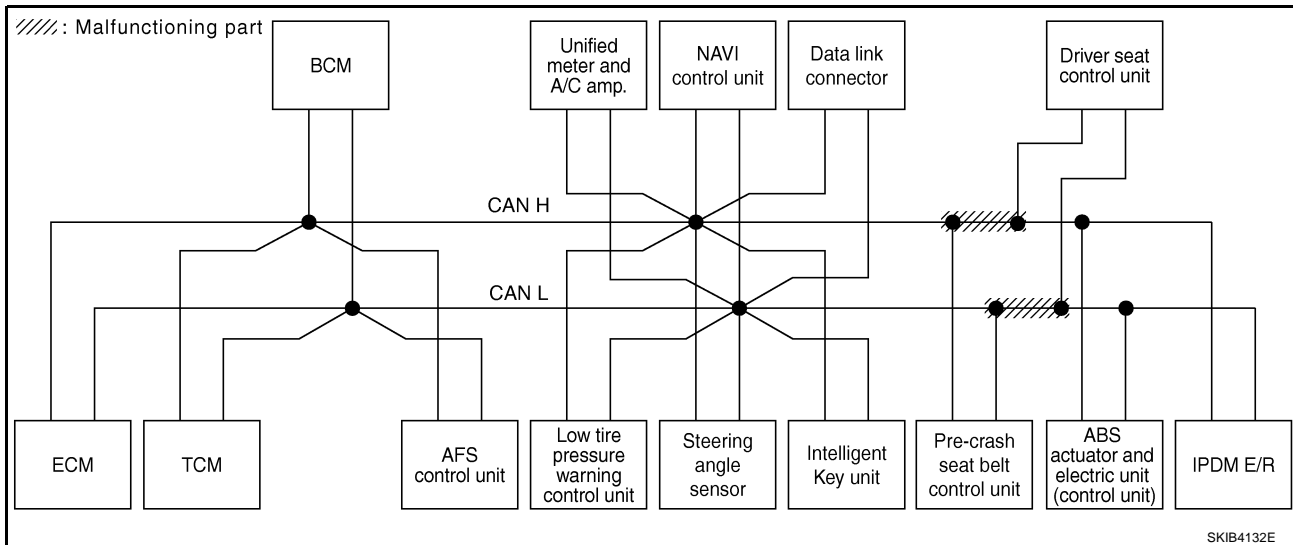 : Malfunctioning part
BCM
Unified
meter and
A/C amp.
NAVI
control unit
Data link
connector
Driver seat
control unit
CAN H
CAN L
ECM
TCM
AFS
control unit
Low tire
pressure
warning
control unit
Steering
angle
sensor
Intelligent
Key unit
Pre-crash
seat belt
control unit
ABS
actuator and
electric unit
(control unit)
IPDM E/R
SKIB4132E